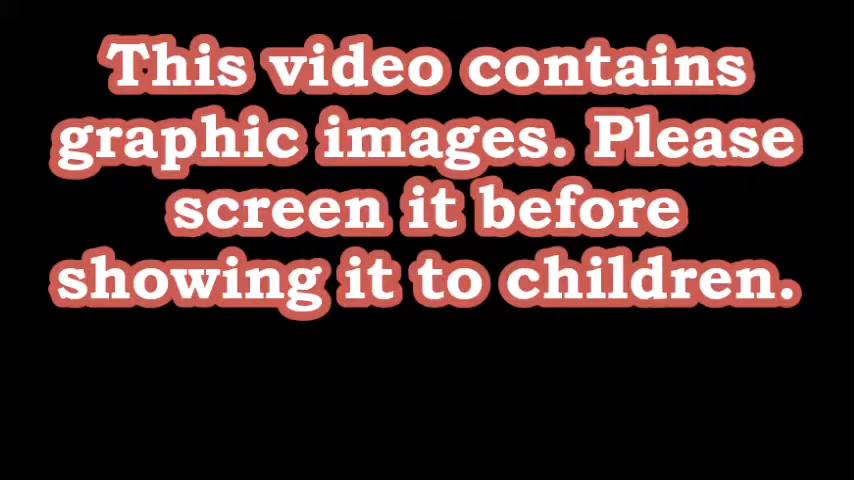 This video contains
graphic images. Please
screen it before
showing it to children.